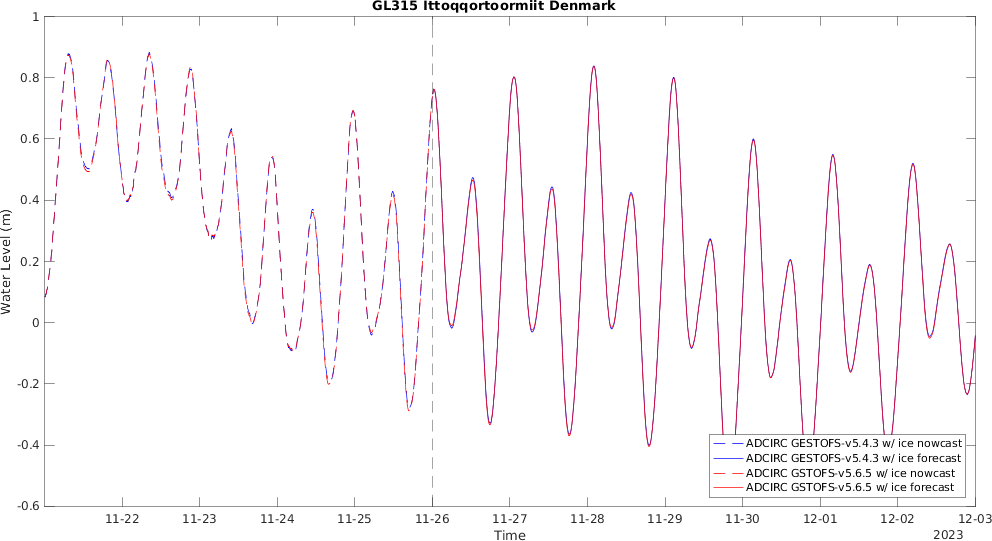 GL315 Ittoqqortoormiit Denmark
1
0.8
0.6
0.4
0.2
0
-0.2
-0.4
-0.6
Water Level (m)
11-22 11-23 11-24 11-25 11-26 11-27 11-28 11-29 11-30 12-01 12-02 12-03
Time
2023
ADCIRC GESTOFS-v5.4.3 w/ ice nowcast
ADCIRC GESTOFS-v5.4.3 w/ ice forecast
ADCIRC GSTOFS-v5.6.5 w/ ice nowcast
ADCIRC GSTOFS-v5.6.5 w/ ice forecast